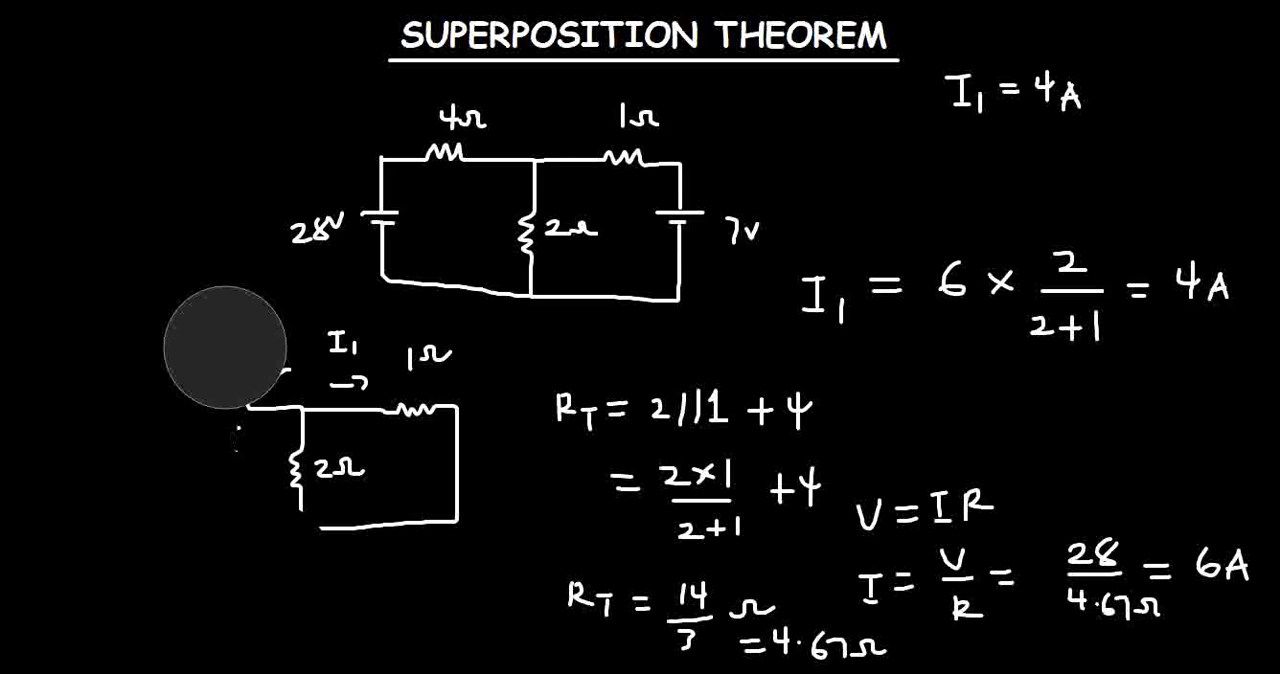 SUPERPOSITION THEOREM
I₁ = 4A
4Ω 1Ω
28V 2Ω 7V
I₁ = 6 × 2/(2+1) = 4A
I₁ → 1Ω
2Ω
R_T = 2//1 + 4
= (2×1)/(2+1) + 4
V = IR
I = V/R = 28/4.67Ω = 6A
R_T = 14/3 Ω
= 4.67Ω